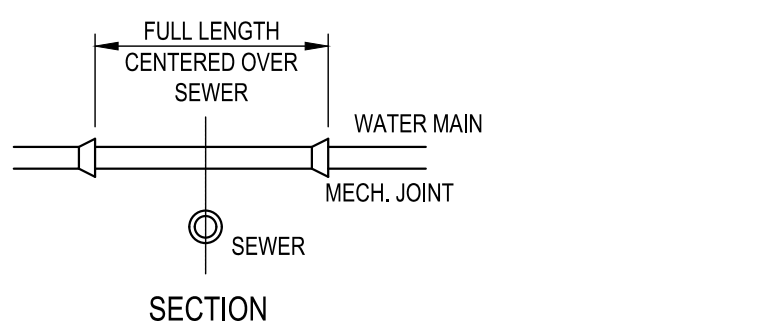 FULL LENGTH
CENTERED OVER
SEWER
WATER MAIN
MECH. JOINT
SEWER
SECTION